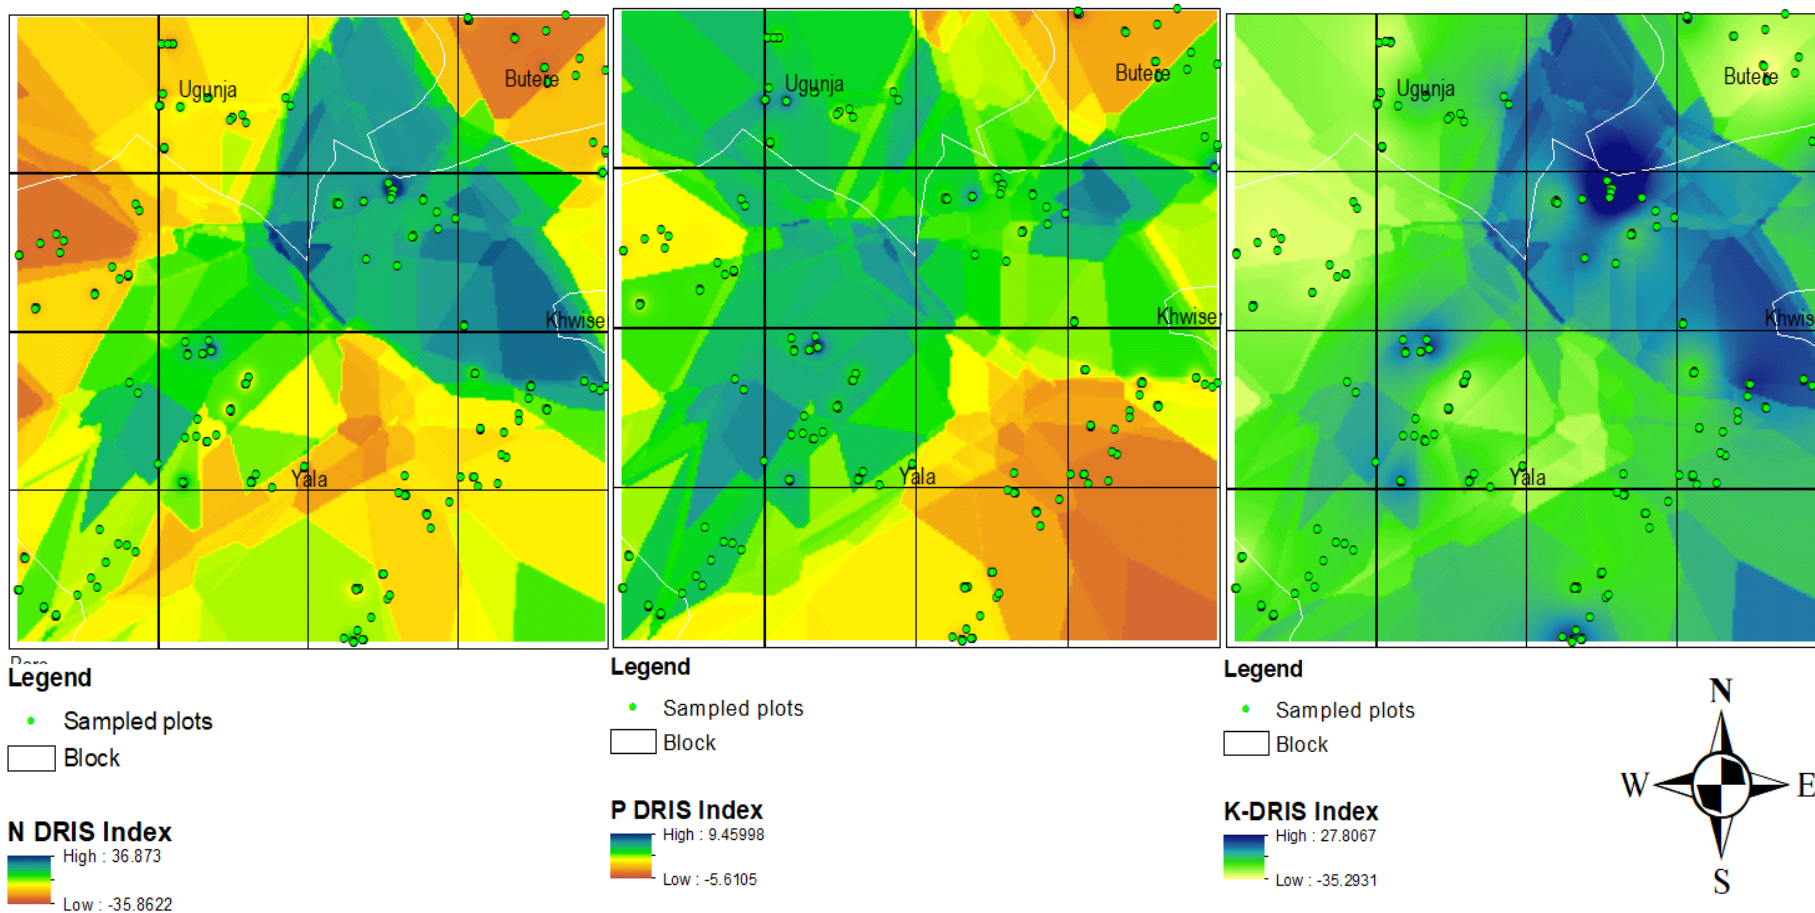 Ugunja
Butere
Khwise
Yala
Ugunja
Butere
Khwise
Yala
Ugunja
Butere
Khwis
Yala
Legend
Sampled plots
Block
N DRIS Index
High : 36.873
Low : -35.8622
Legend
Sampled plots
Block
P DRIS Index
High : 9.45998
Low : -5.6105
Legend
Sampled plots
Block
K-DRIS Index
High : 27.8067
Low : -35.2931
N
W E
S